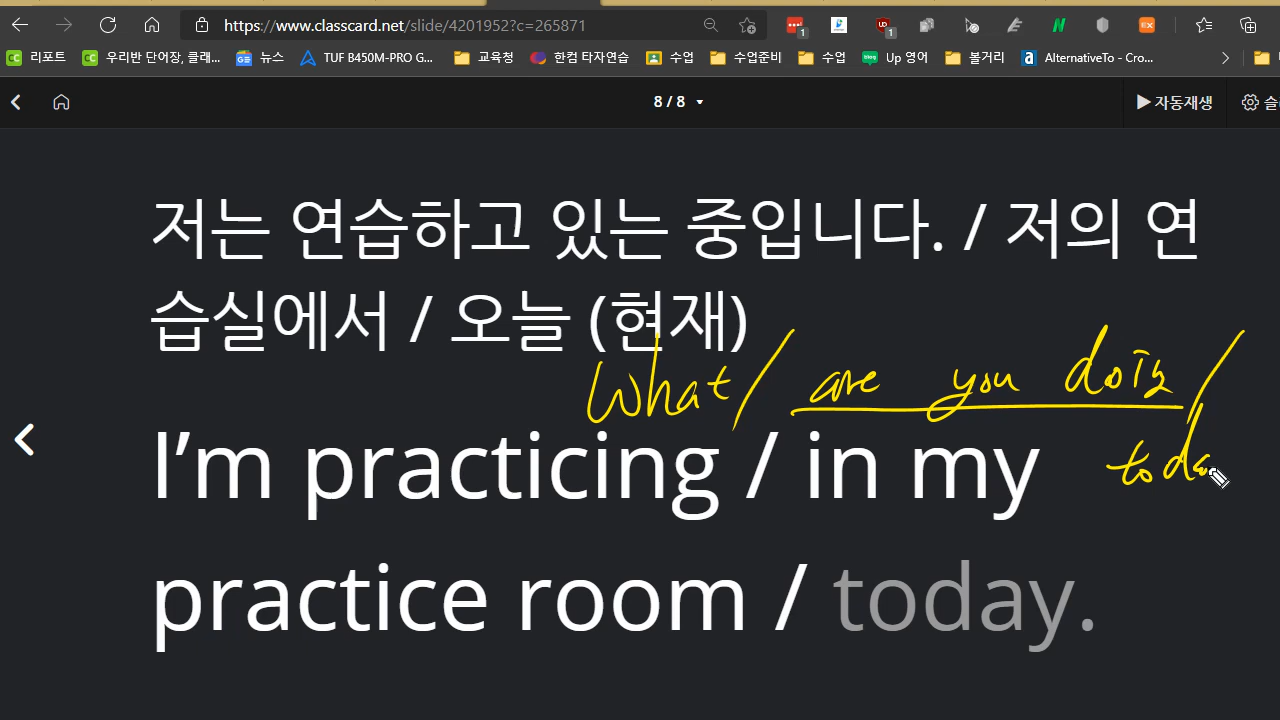 https://www.classcard.net/slide/4201952?c=265871
리포트 우리반 단어장, 클래... 뉴스 TUF B450M-PRO G... 교육청 한컴 타자연습 수업 수업준비 수업 Up 영어 볼거리 AlternativeTo - Cro...
8 / 8 자동재생
저는 연습하고 있는 중입니다. / 저의 연
습실에서 / 오늘 (현재)
What / are you doing /
I’m practicing / in my
today
practice room / today.